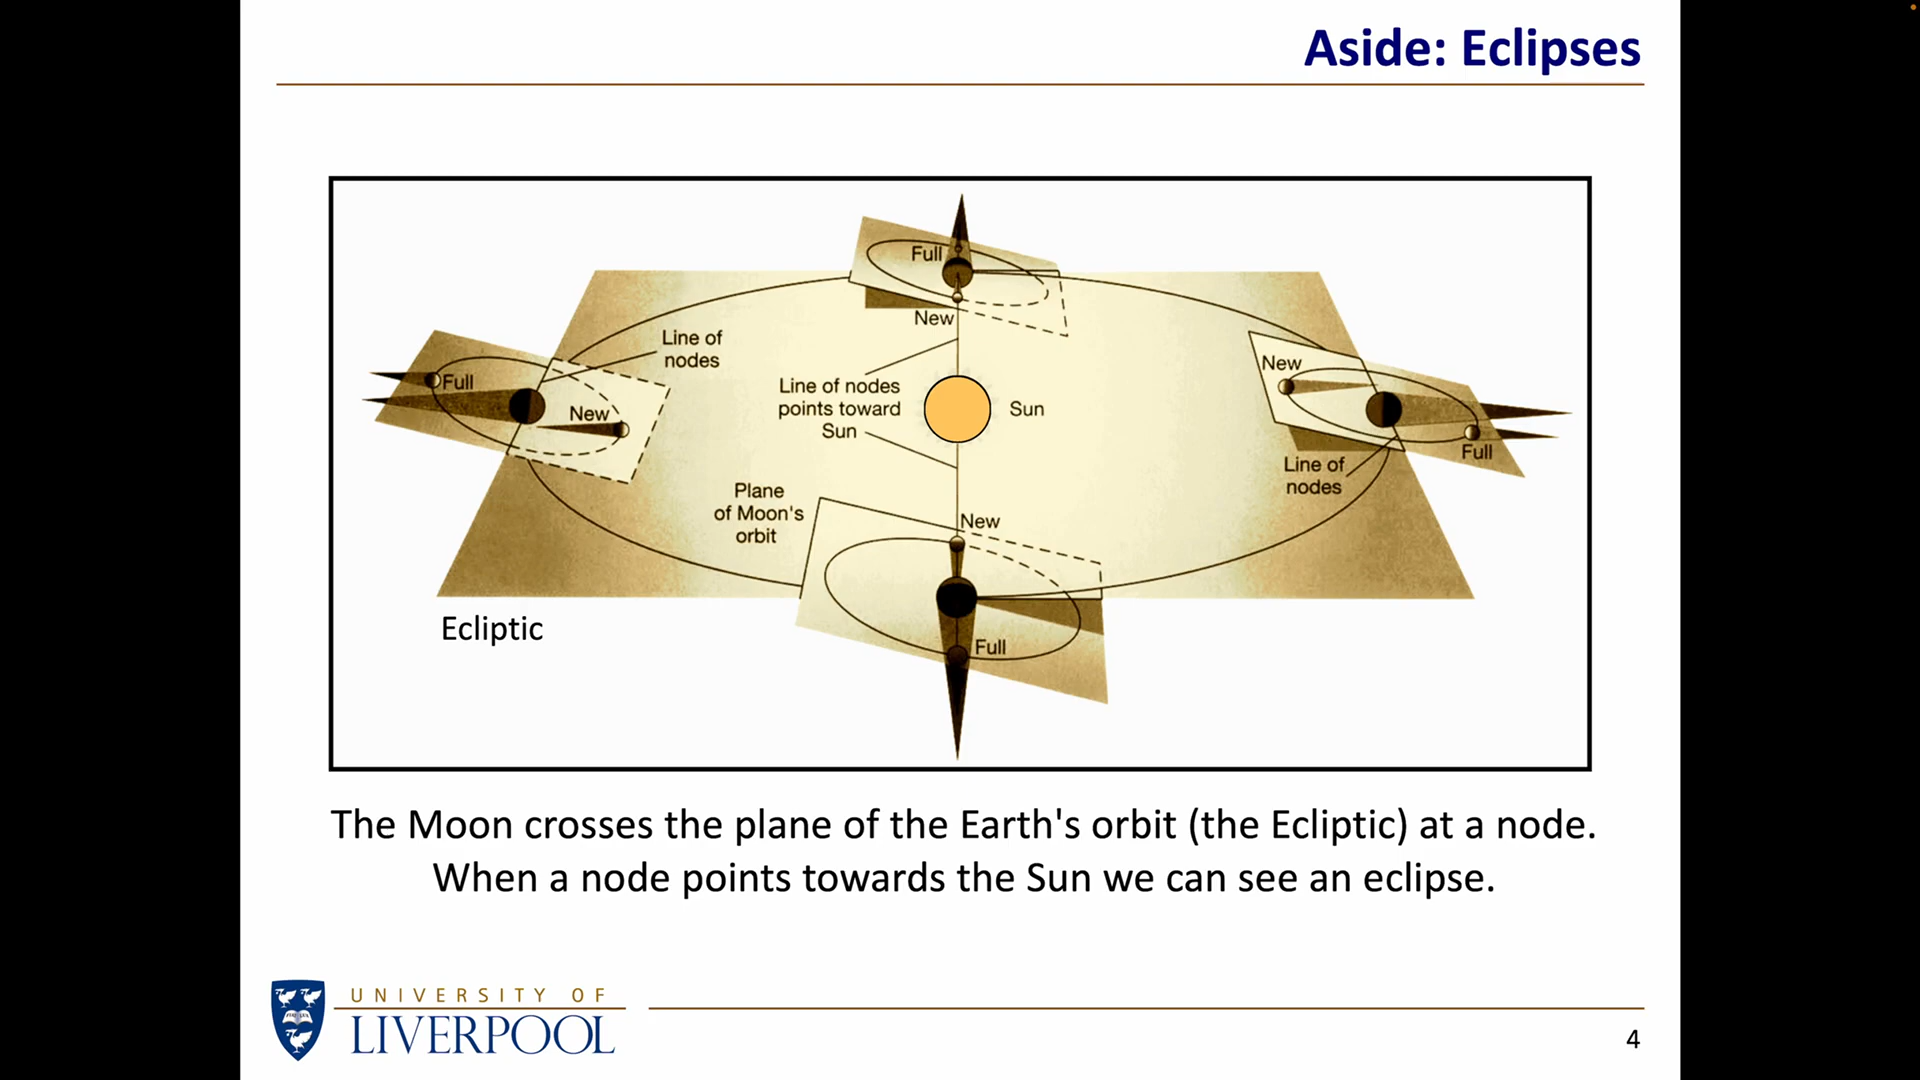 Aside: Eclipses
Full
New
Line of
nodes
Full
New
Line of nodes
points toward
Sun
Sun
New
Full
Line of
nodes
Plane
of Moon's
orbit
New
Full
Ecliptic
The Moon crosses the plane of the Earth's orbit (the Ecliptic) at a node.
When a node points towards the Sun we can see an eclipse.
UNIVERSITY OF
LIVERPOOL
4